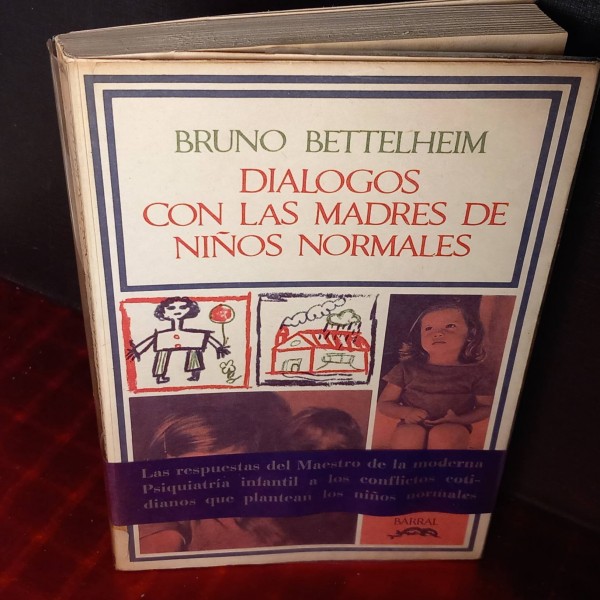 BRUNO BETTELHEIM
DIALOGOS
CON LAS MADRES DE
NIÑOS NORMALES
Las respuestas del Maestro de la moderna
Psiquiatría infantil a los conflictos coti-
dianos que plantean los niños normales
BARRAL